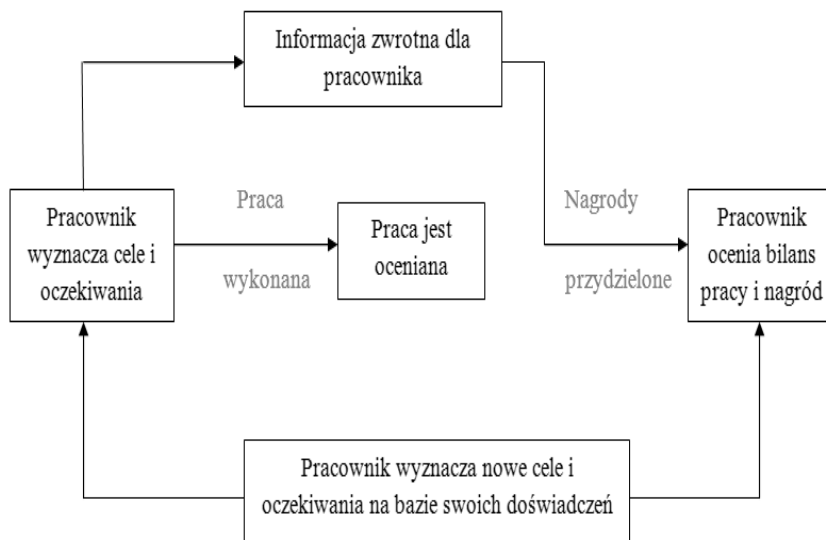 Informacja zwrotna dla
pracownika
Pracownik
wyznacza cele i
oczekiwania
Praca
wykonana
Praca jest
oceniana
Nagrody
przydzielone
Pracownik
ocenia bilans
pracy i nagród
Pracownik wyznacza nowe cele i
oczekiwania na bazie swoich doświadczeń